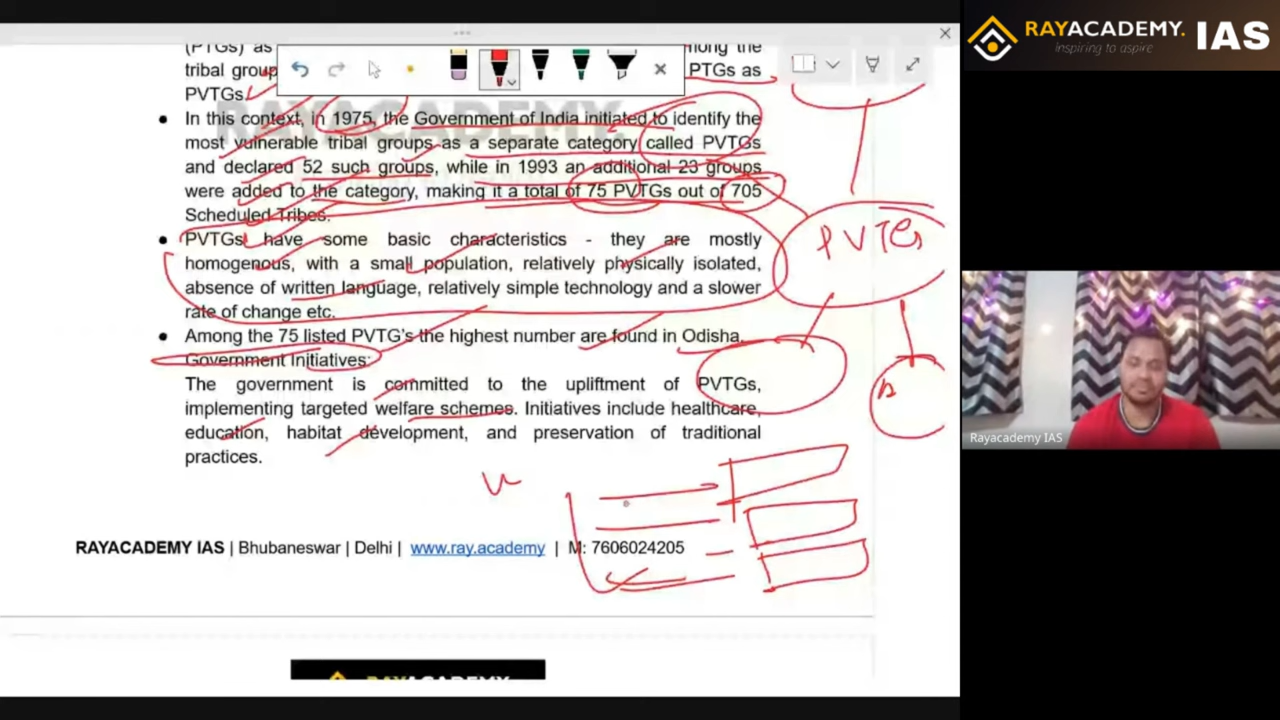 (PTGs) as
among the
tribal group
PTGs as
PVTGs.
RAYACADEMY.
• In this context, in 1975, the Government of India initiated to identify the
most vulnerable tribal groups as a separate category called PVTGs
and declared 52 such groups, while in 1993 an additional 23 groups
were added to the category, making it a total of 75 PVTGs out of 705
Scheduled Tribes.
• PVTGs have some basic characteristics - they are mostly
homogenous, with a small population, relatively physically isolated,
absence of written language, relatively simple technology and a slower
rate of change etc.
• Among the 75 listed PVTG's the highest number are found in Odisha.
Government Initiatives:
The government is committed to the upliftment of PVTGs,
implementing targeted welfare schemes. Initiatives include healthcare,
education, habitat development, and preservation of traditional
practices.
PVTG
RAYACADEMY IAS | Bhubaneswar | Delhi | www.ray.academy | M: 7606024205
RAYACADEMY.
RAYACADEMY. IAS
inspiring to aspire
Rayacademy IAS